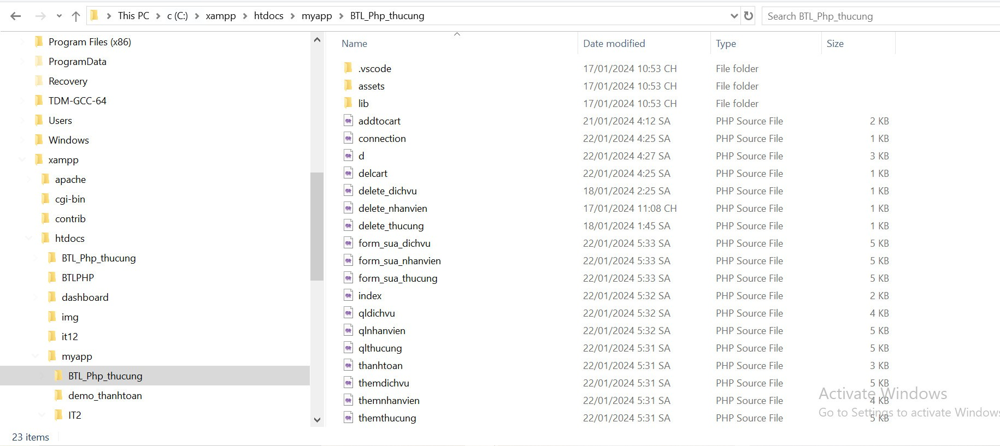 This PC > c (C:) > xampp > htdocs > myapp > BTL_Php_thucung
Search BTL_Php_thucung
Program Files (x86)
ProgramData
Recovery
TDM-GCC-64
Users
Windows
xampp
apache
cgi-bin
contrib
htdocs
BTL_Php_thucung
BTLPHP
dashboard
img
it12
myapp
BTL_Php_thucung
demo_thanhtoan
IT2
Name Date modified Type Size
.vscode 17/01/2024 10:53 CH File folder
assets 17/01/2024 10:53 CH File folder
lib 17/01/2024 10:53 CH File folder
addtocart 21/01/2024 4:12 SA PHP Source File 2 KB
connection 22/01/2024 4:25 SA PHP Source File 1 KB
d 22/01/2024 4:27 SA PHP Source File 3 KB
delcart 22/01/2024 4:25 SA PHP Source File 1 KB
delete_dichvu 18/01/2024 2:25 SA PHP Source File 1 KB
delete_nhanvien 17/01/2024 11:08 CH PHP Source File 1 KB
delete_thucung 18/01/2024 1:45 SA PHP Source File 1 KB
form_sua_dichvu 22/01/2024 5:33 SA PHP Source File 5 KB
form_sua_nhanvien 22/01/2024 5:33 SA PHP Source File 5 KB
form_sua_thucung 22/01/2024 5:33 SA PHP Source File 5 KB
index 22/01/2024 5:32 SA PHP Source File 2 KB
qldichvu 22/01/2024 5:32 SA PHP Source File 4 KB
qlnhanvien 22/01/2024 5:32 SA PHP Source File 5 KB
qlthucung 22/01/2024 5:31 SA PHP Source File 5 KB
thanhtoan 22/01/2024 5:31 SA PHP Source File 3 KB
themdichvu 22/01/2024 5:31 SA PHP Source File 5 KB
themnhanvien 22/01/2024 5:31 SA PHP Source File 4 KB
themthucung 22/01/2024 5:31 SA PHP Source File 5 KB
Activate Windows
Go to Settings to activate Windows
23 items